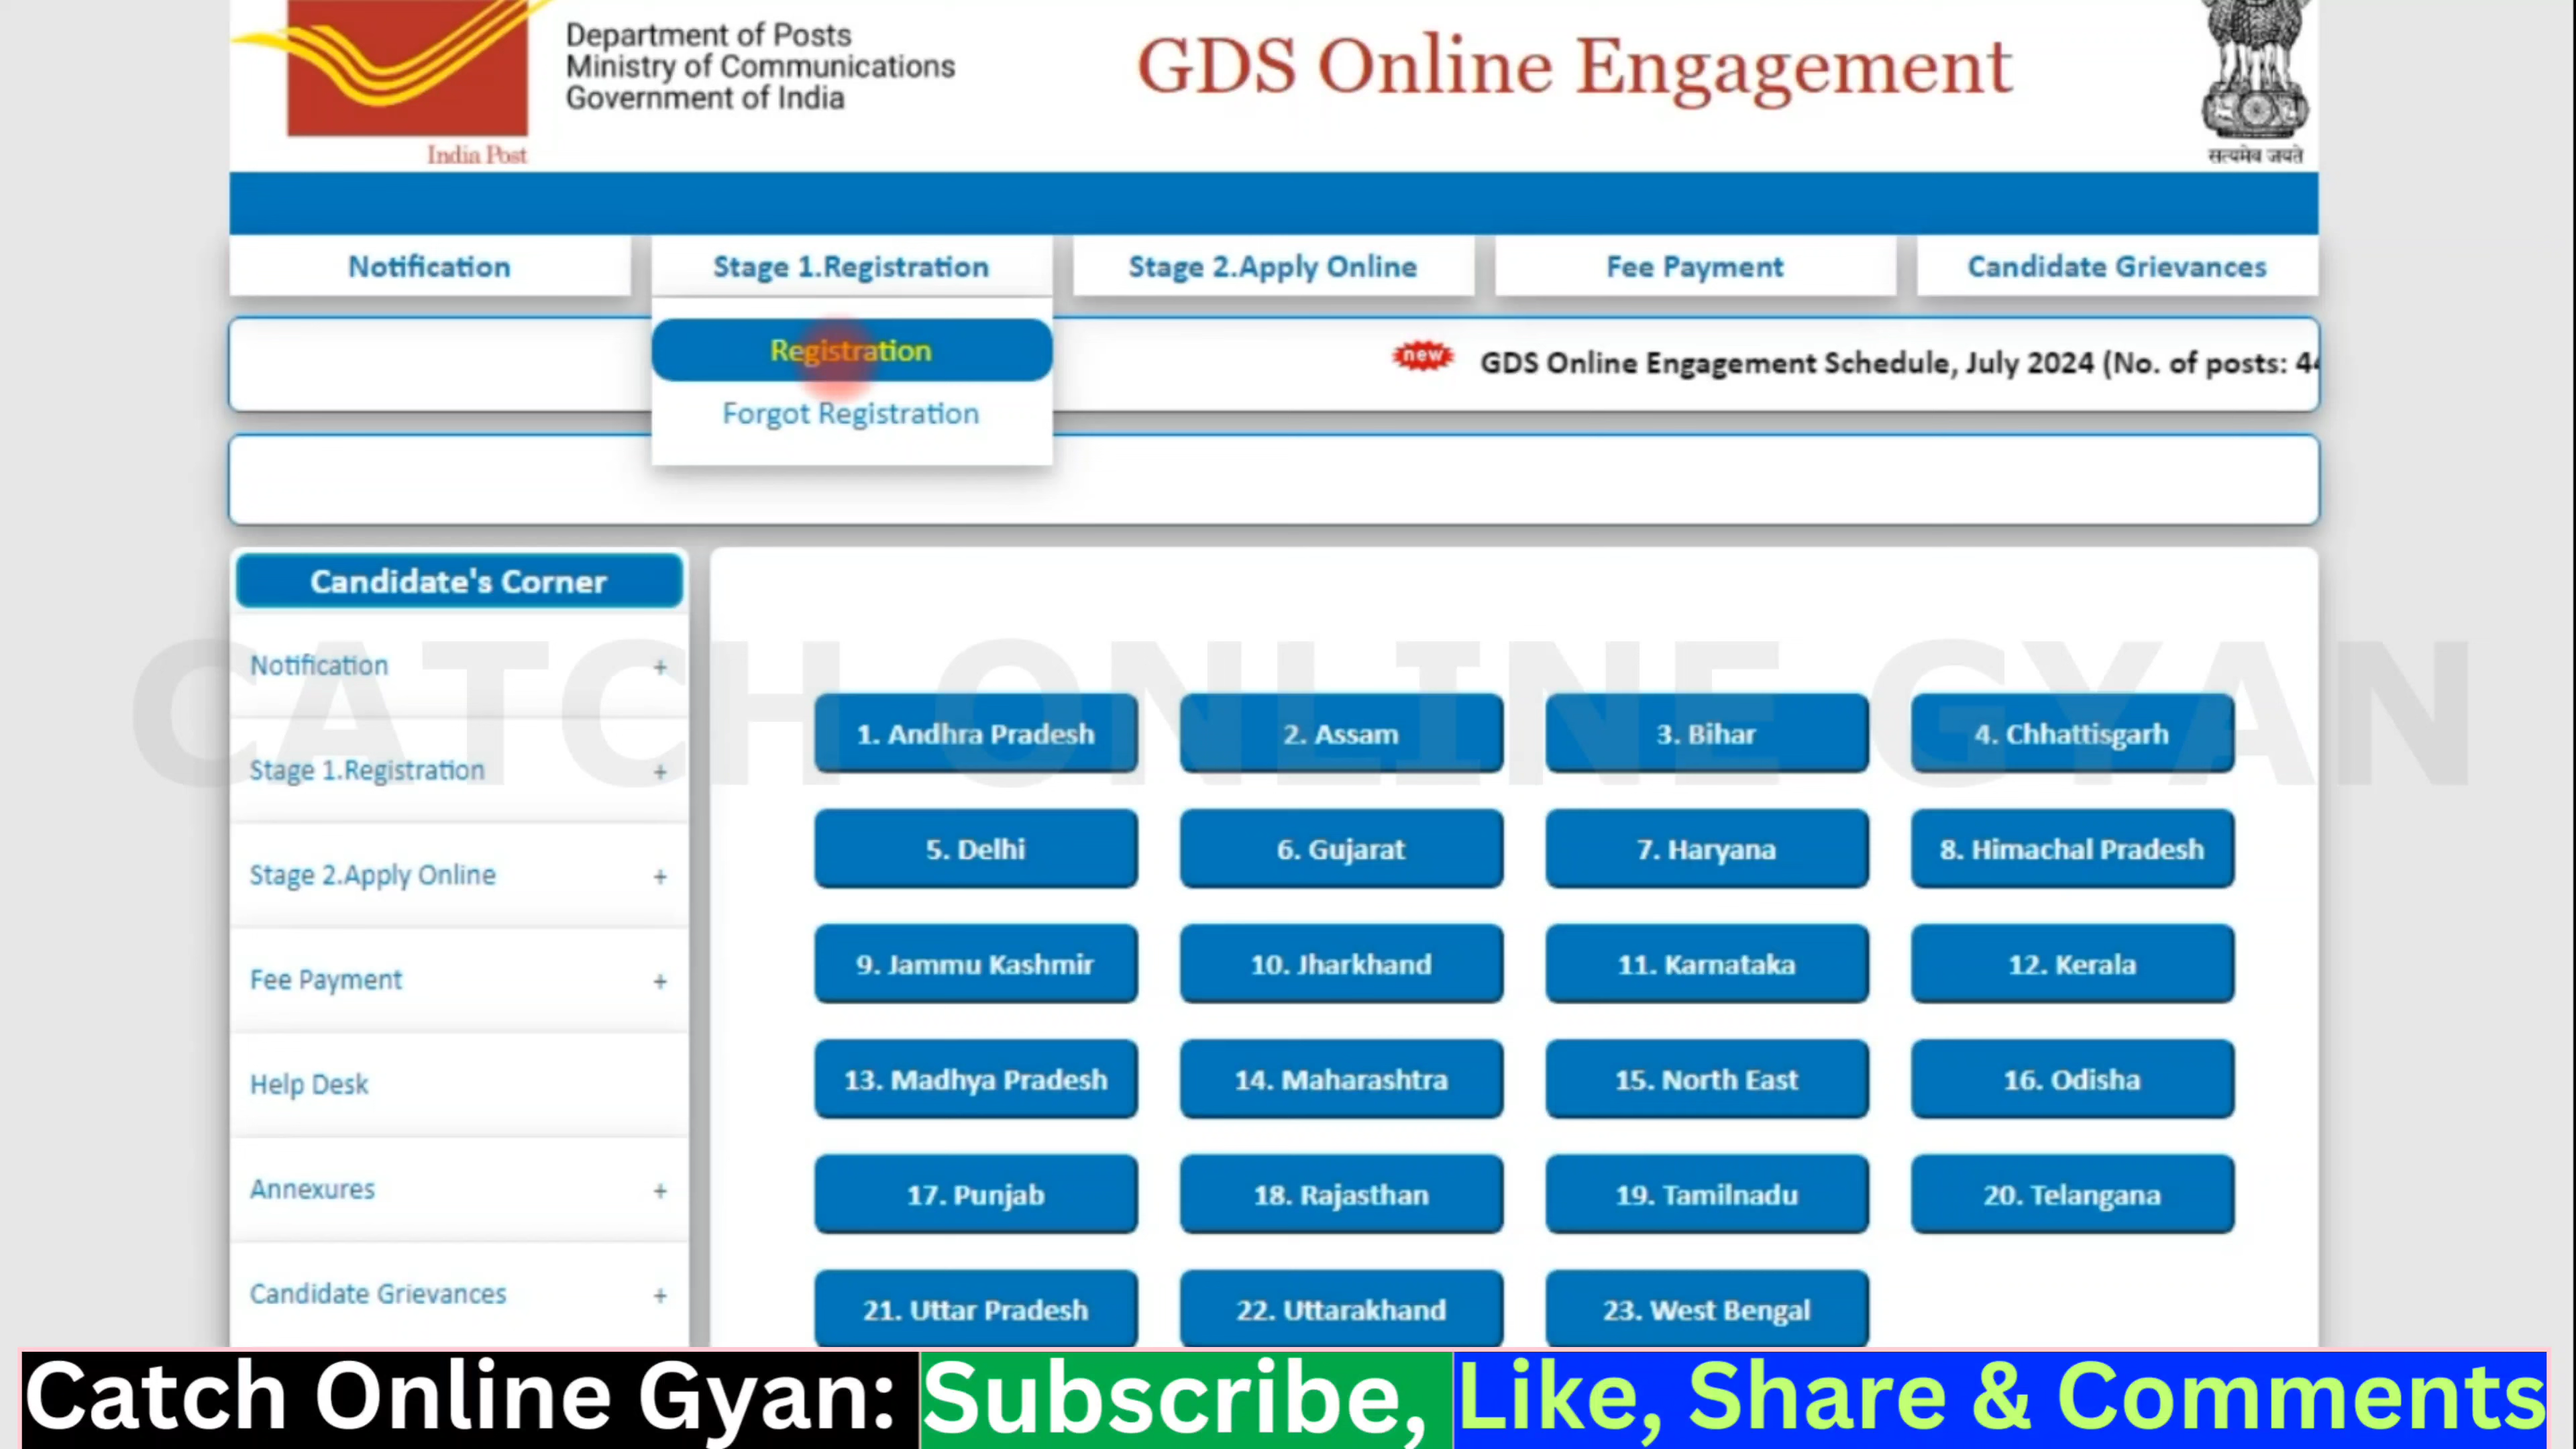 Department of Posts
Ministry of Communications
Government of India
GDS Online Engagement
India Post
सत्यमेव जयते
Notification
Stage 1.Registration
Stage 2.Apply Online
Fee Payment
Candidate Grievances
Registration
Forgot Registration
new
GDS Online Engagement Schedule, July 2024 (No. of posts: 44
Candidate's Corner
Notification +
Stage 1.Registration +
Stage 2.Apply Online +
Fee Payment +
Help Desk
Annexures +
Candidate Grievances +
CATCH ONLINE GYAN
1. Andhra Pradesh
2. Assam
3. Bihar
4. Chhattisgarh
5. Delhi
6. Gujarat
7. Haryana
8. Himachal Pradesh
9. Jammu Kashmir
10. Jharkhand
11. Karnataka
12. Kerala
13. Madhya Pradesh
14. Maharashtra
15. North East
16. Odisha
17. Punjab
18. Rajasthan
19. Tamilnadu
20. Telangana
21. Uttar Pradesh
22. Uttarakhand
23. West Bengal
Catch Online Gyan: Subscribe, Like, Share & Comments